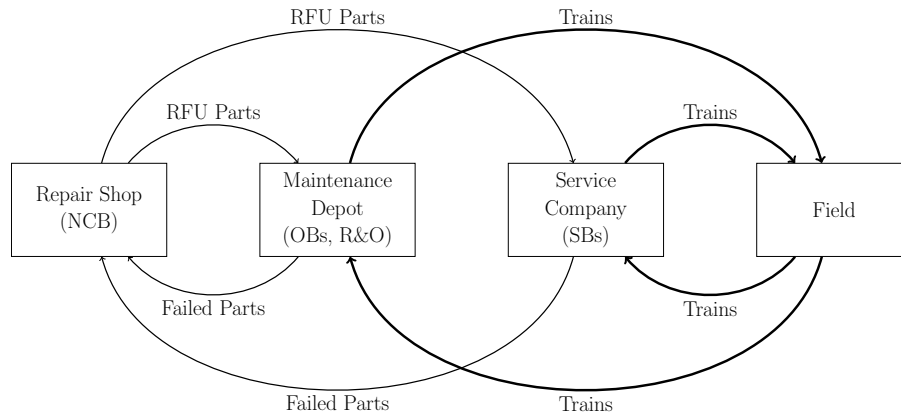 RFU Parts
Trains
RFU Parts
Trains
Repair Shop
(NCB)
Maintenance
Depot
(OBs, R&O)
Service
Company
(SBs)
Field
Failed Parts
Trains
Failed Parts
Trains